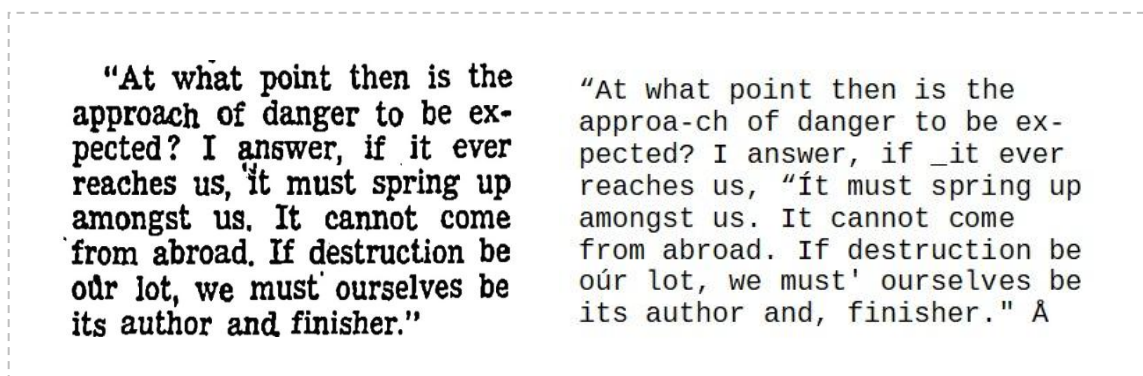 “At what point then is the
approach of danger to be ex-
pected? I answer, if it ever
reaches us, it must spring up
amongst us. It cannot come
from abroad. If destruction be
our lot, we must ourselves be
its author and finisher.”
“At what point then is the
approa-ch of danger to be ex-
pected? I answer, if _it ever
reaches us, “Ít must spring up
amongst us. It cannot come
from abroad. If destruction be
oúr lot, we must' ourselves be
its author and, finisher." Å